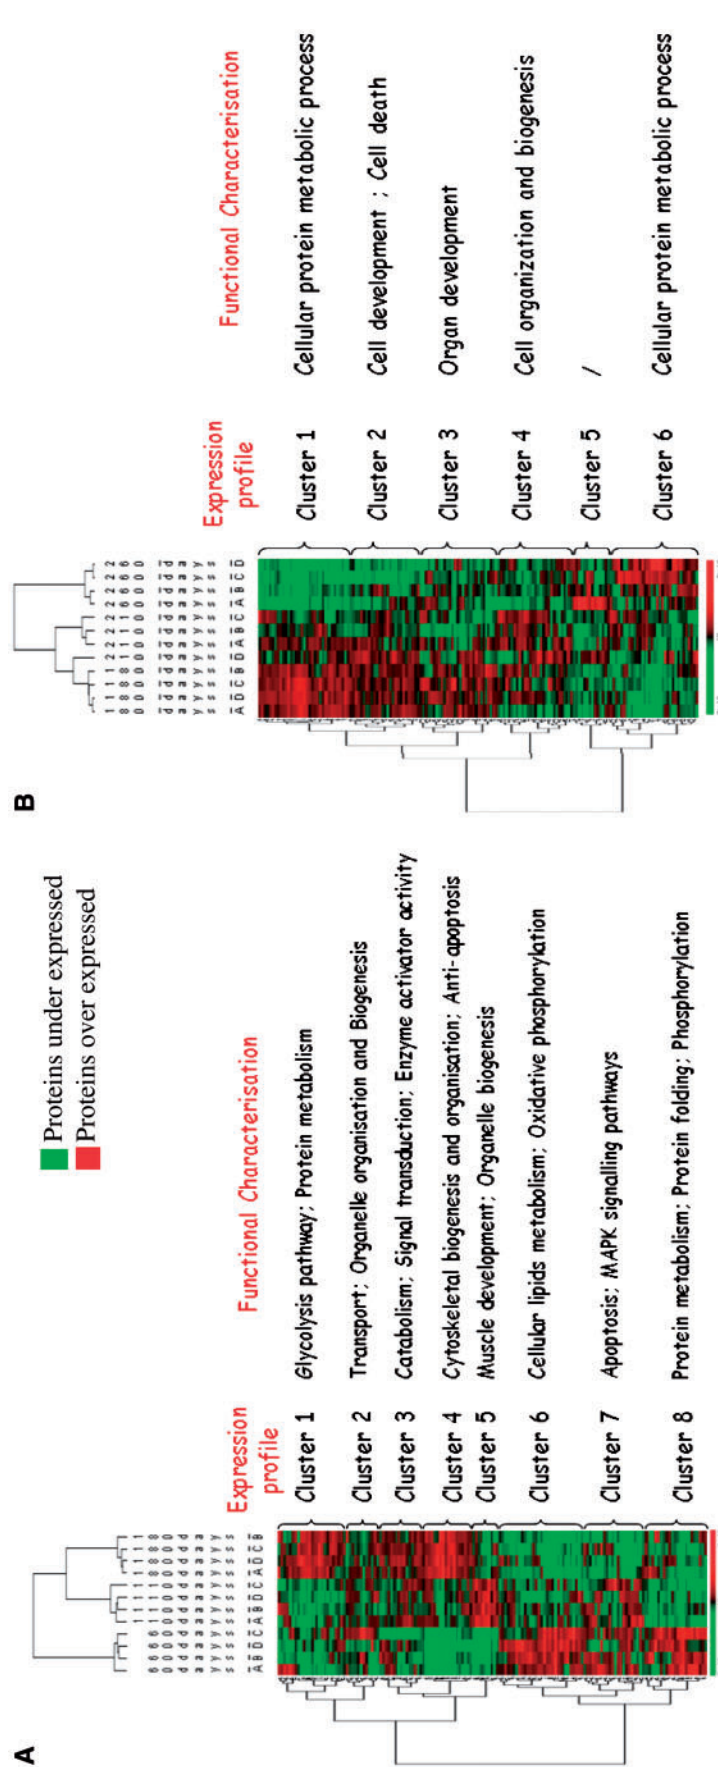 A
Proteins under expressed
Proteins over expressed
Expression
profile
Functional Characterisation
Cluster 1
Glycolysis pathway; Protein metabolism
Cluster 2
Transport; Organelle organisation and Biogenesis
Cluster 3
Catabolism; Signal transduction; Enzyme activator activity
Cluster 4
Cytoskeletal biogenesis and organisation; Anti-apoptosis
Cluster 5
Muscle development; Organelle biogenesis
Cluster 6
Cellular lipids metabolism; Oxidative phosphorylation
Cluster 7
Apoptosis; MAPK signalling pathways
Cluster 8
Protein metabolism; Protein folding; Phosphorylation
B
Expression
profile
Functional Characterisation
Cluster 1
Cellular protein metabolic process
Cluster 2
Cell development ; Cell death
Cluster 3
Organ development
Cluster 4
Cell organization and biogenesis
Cluster 5
/
Cluster 6
Cellular protein metabolic process